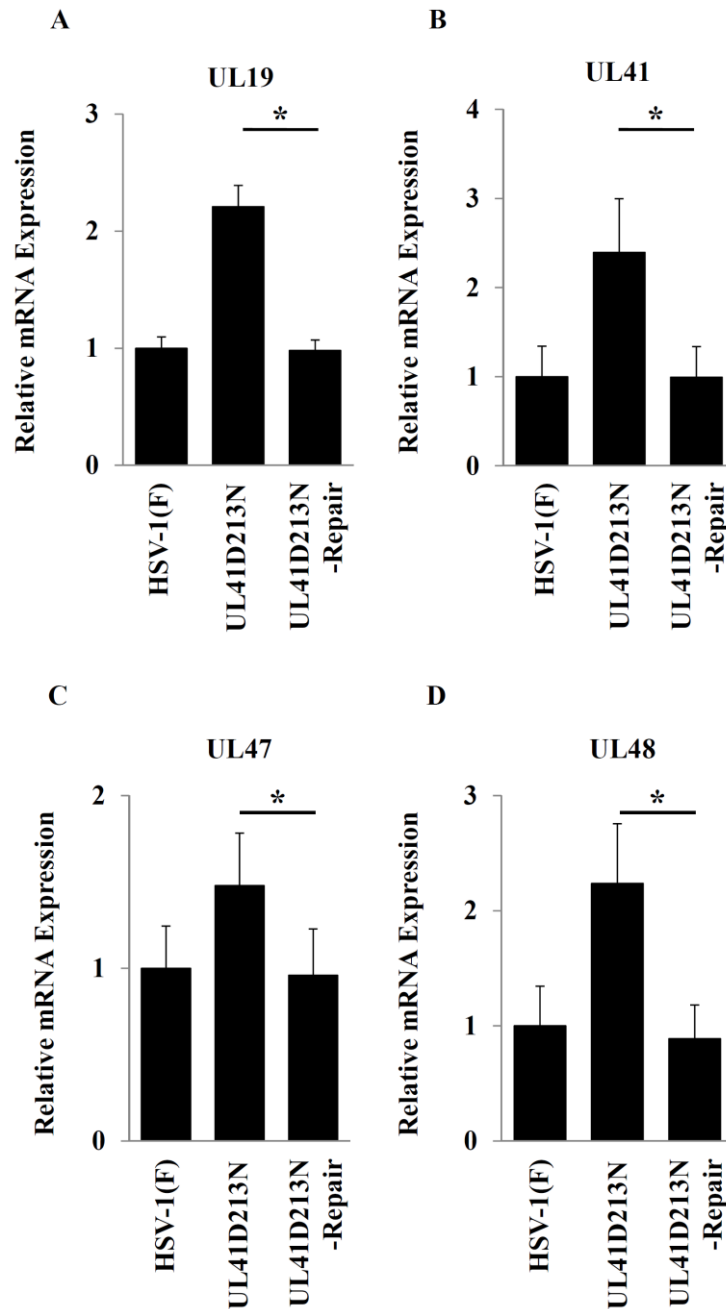 A
UL19
Relative mRNA Expression
3
2
1
0
*
HSV-1(F)
UL41D213N
UL41D213N
-Repair
B
UL41
Relative mRNA Expression
4
3
2
1
0
*
HSV-1(F)
UL41D213N
UL41D213N
-Repair
C
UL47
Relative mRNA Expression
2
1
0
*
HSV-1(F)
UL41D213N
UL41D213N
-Repair
D
UL48
Relative mRNA Expression
3
2
1
0
*
HSV-1(F)
UL41D213N
UL41D213N
-Repair